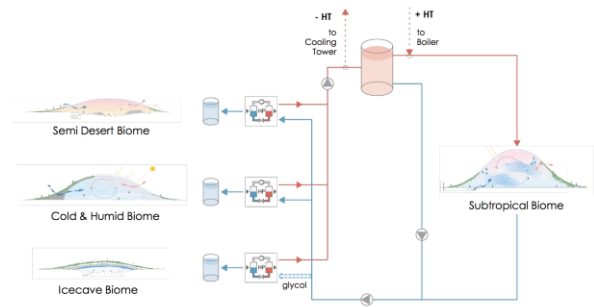 - HT
to
Cooling
Tower
+ HT
to
Boiler
HP
Semi Desert Biome
HP
Cold & Humid Biome
Subtropical Biome
HP
glycol
Icecave Biome